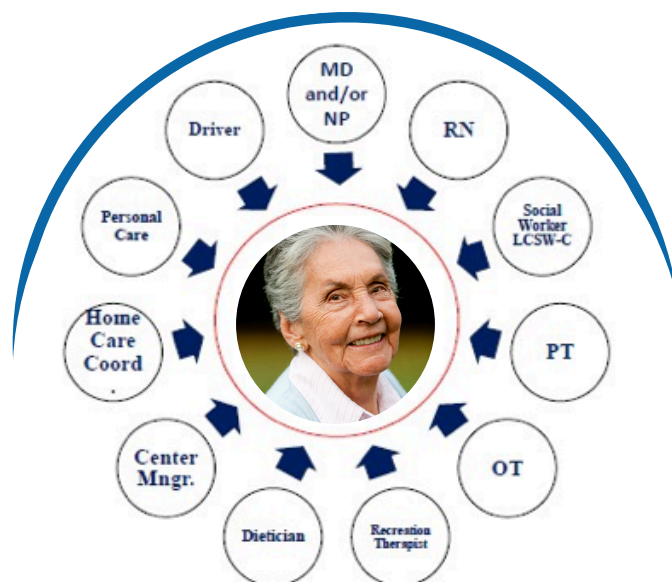 MD
and/or
NP
RN
Social
Worker
LCSW-C
PT
OT
Recreation
Therapist
Dietician
Center
Mngr.
Home
Care
Coord
.
Personal
Care
Driver